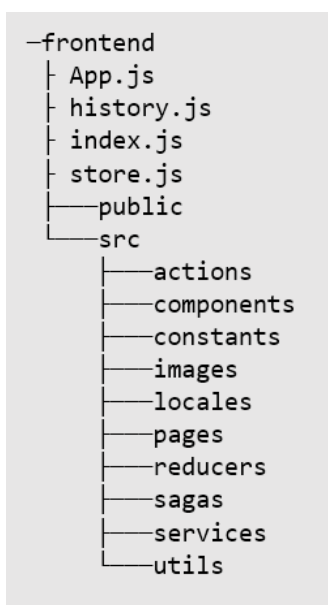 ─frontend
├ App.js
├ history.js
├ index.js
├ store.js
├───public
└───src
├───actions
├───components
├───constants
├───images
├───locales
├───pages
├───reducers
├───sagas
├───services
└───utils